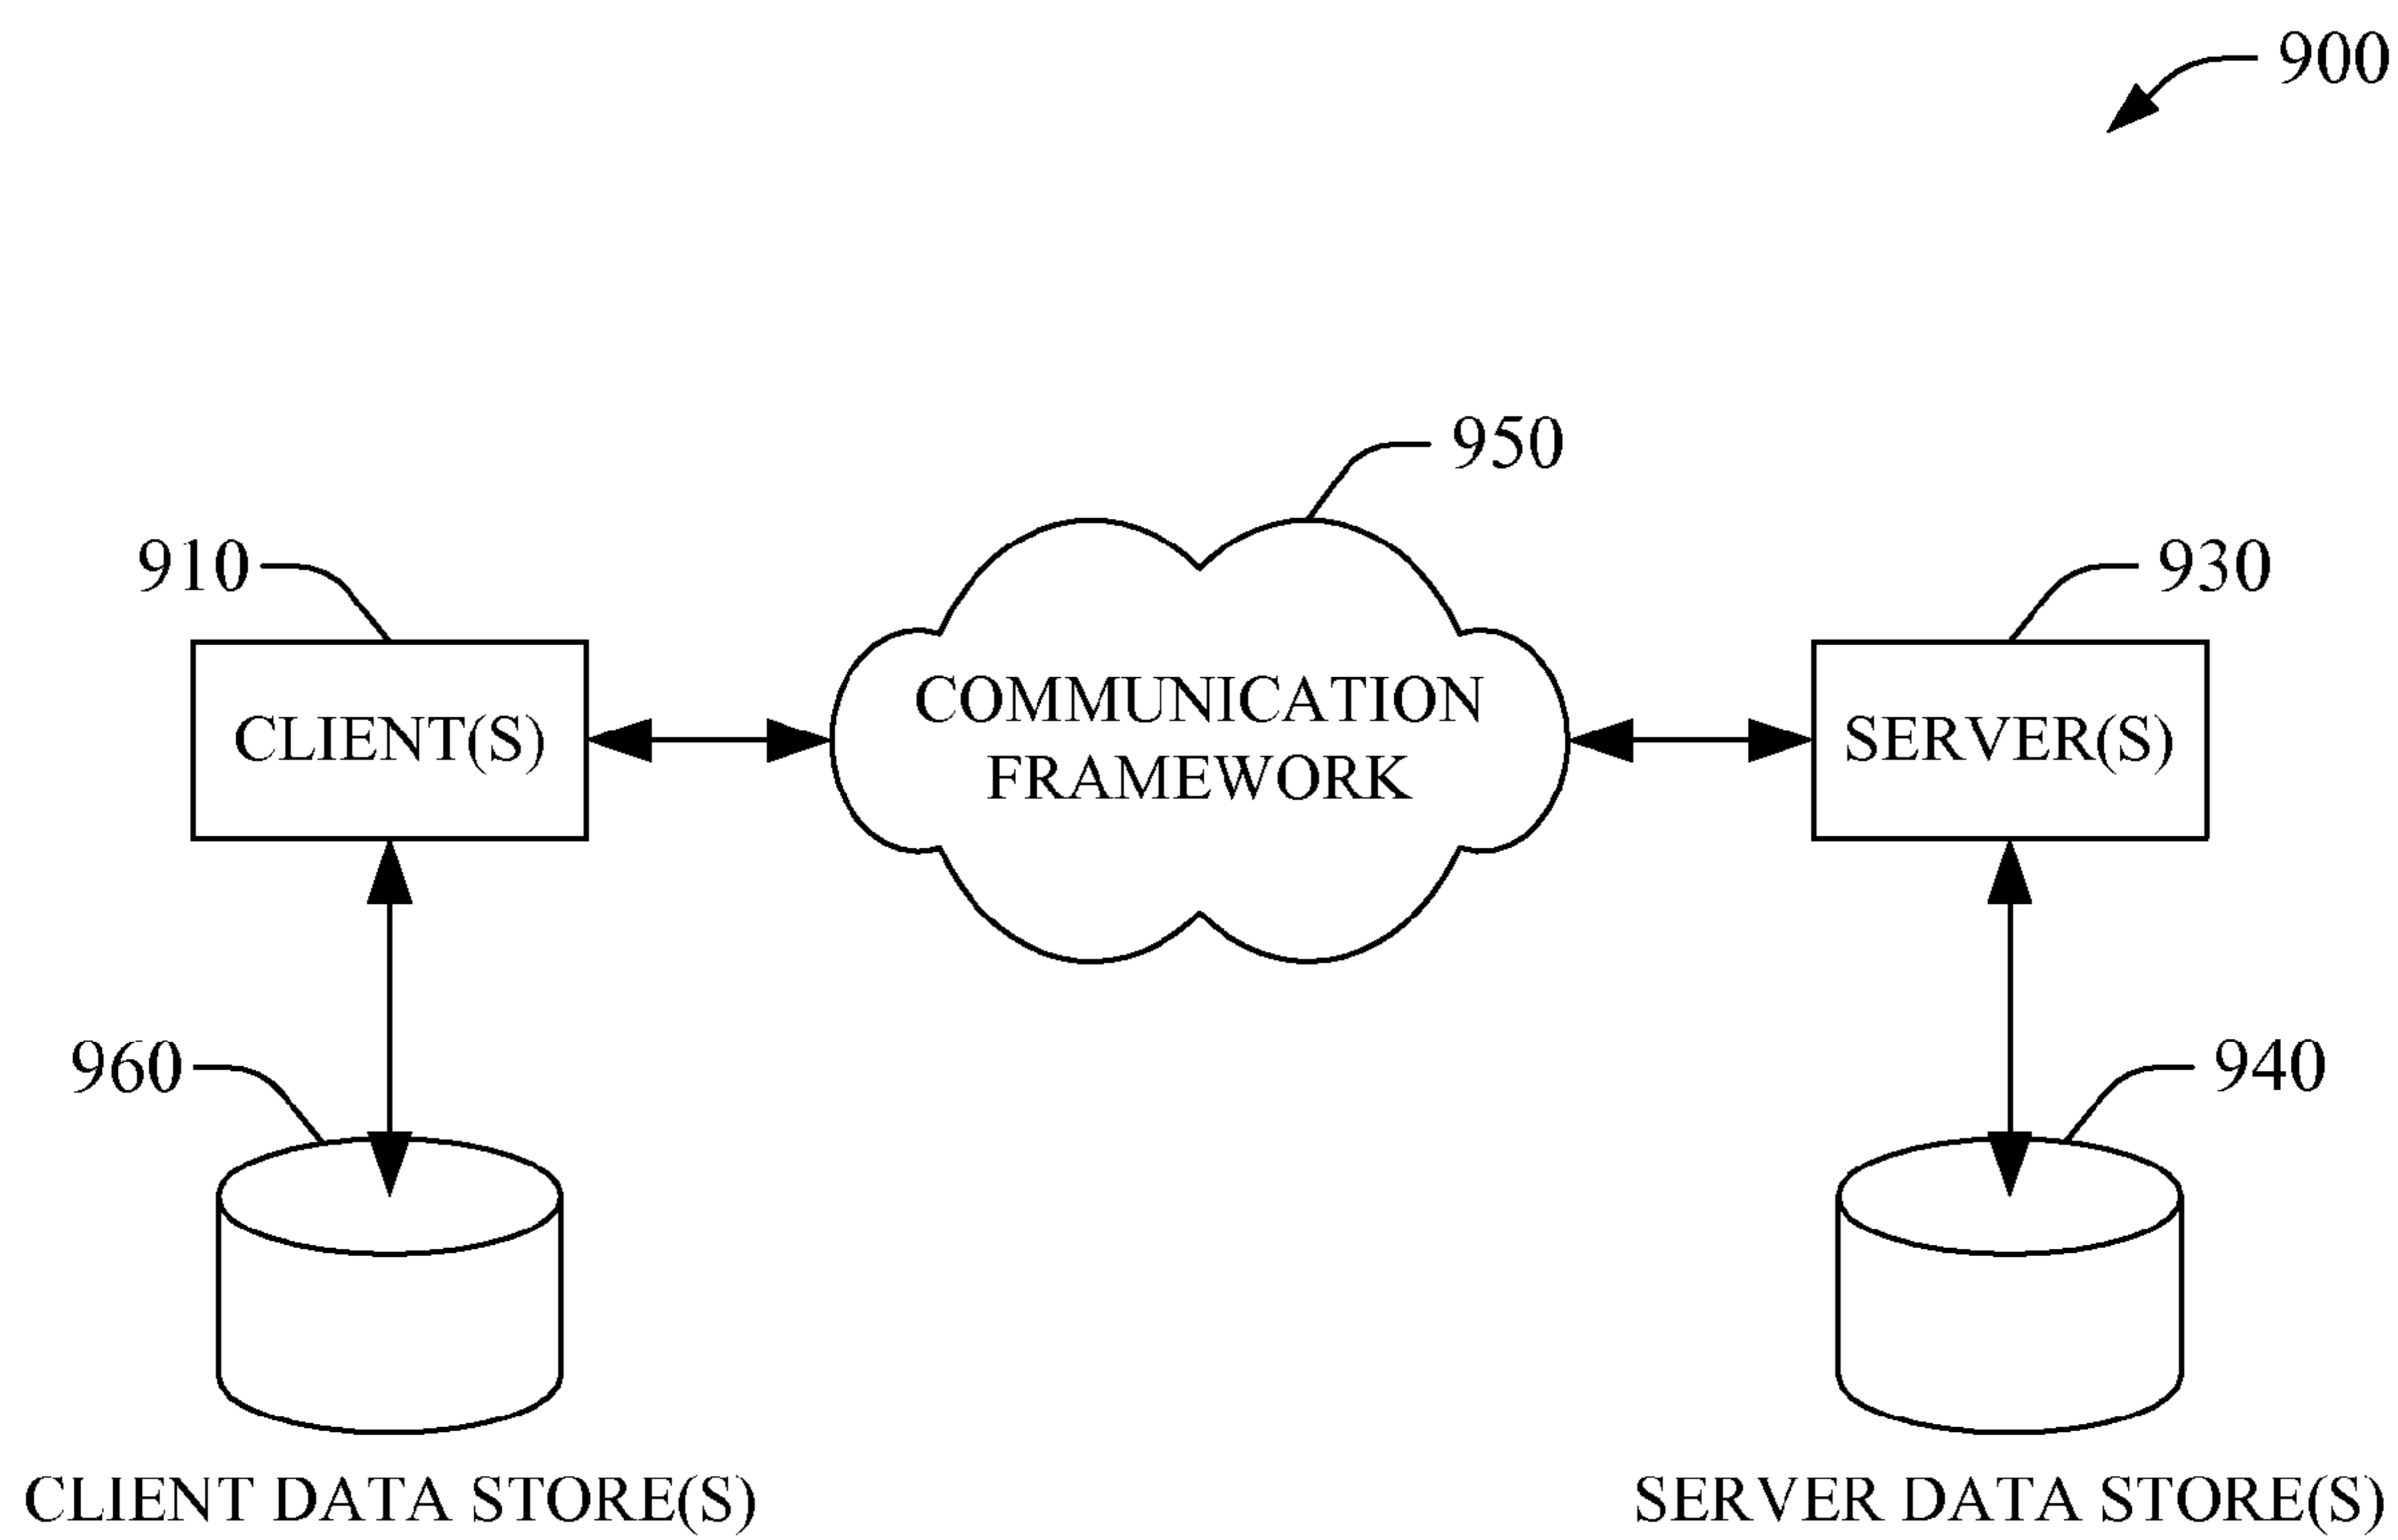 900
950
910
930
COMMUNICATION
FRAMEWORK
CLIENT(S)
SERVER(S)
960
940
CLIENT DATA STORE(S)
SERVER DATA STORE(S)